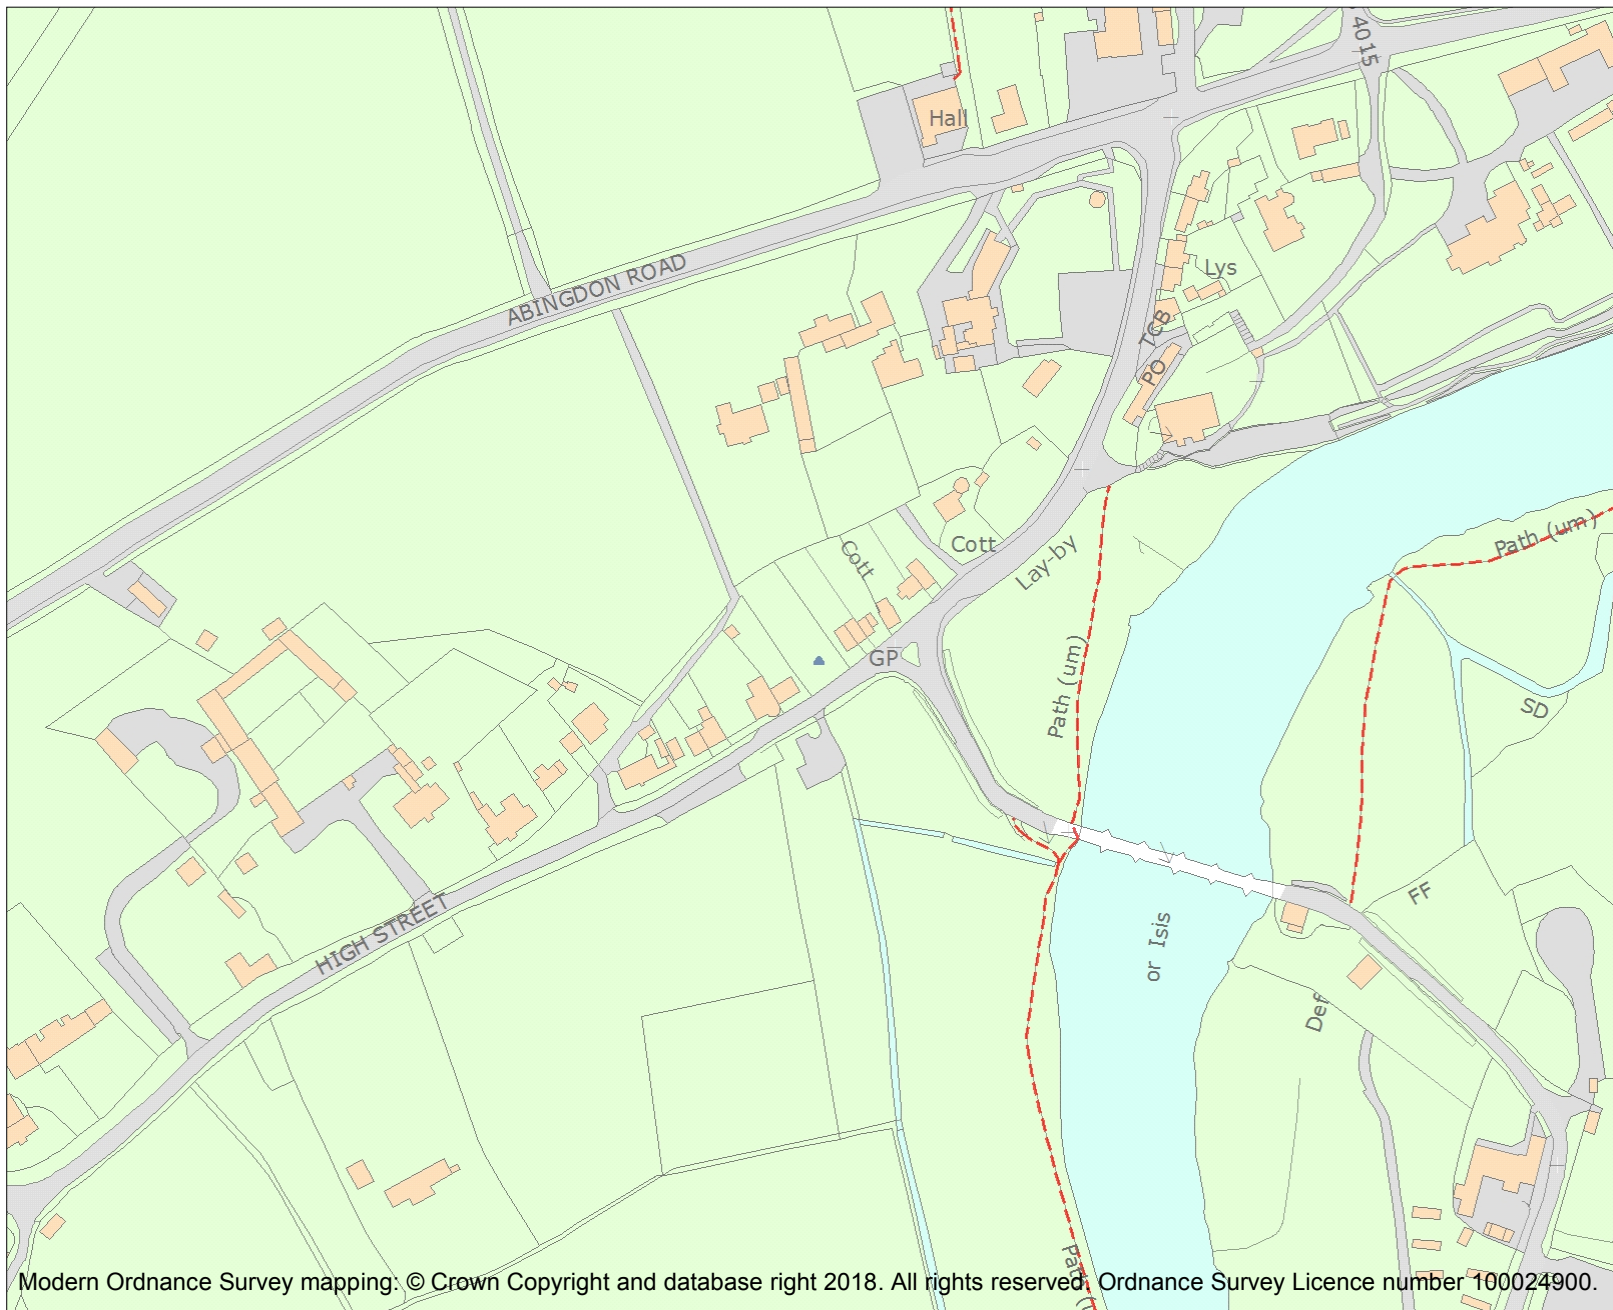 4015
Hall
Lys
ABINGDON ROAD
TCB
PO
Cott
Cott
Lay-by
Path (um)
GP
Path (um)
SD
FF
HIGH STREET
or Isis
Def
Path (
Modern Ordnance Survey mapping: © Crown Copyright and database right 2018. All rights reserved. Ordnance Survey Licence number 100024900.